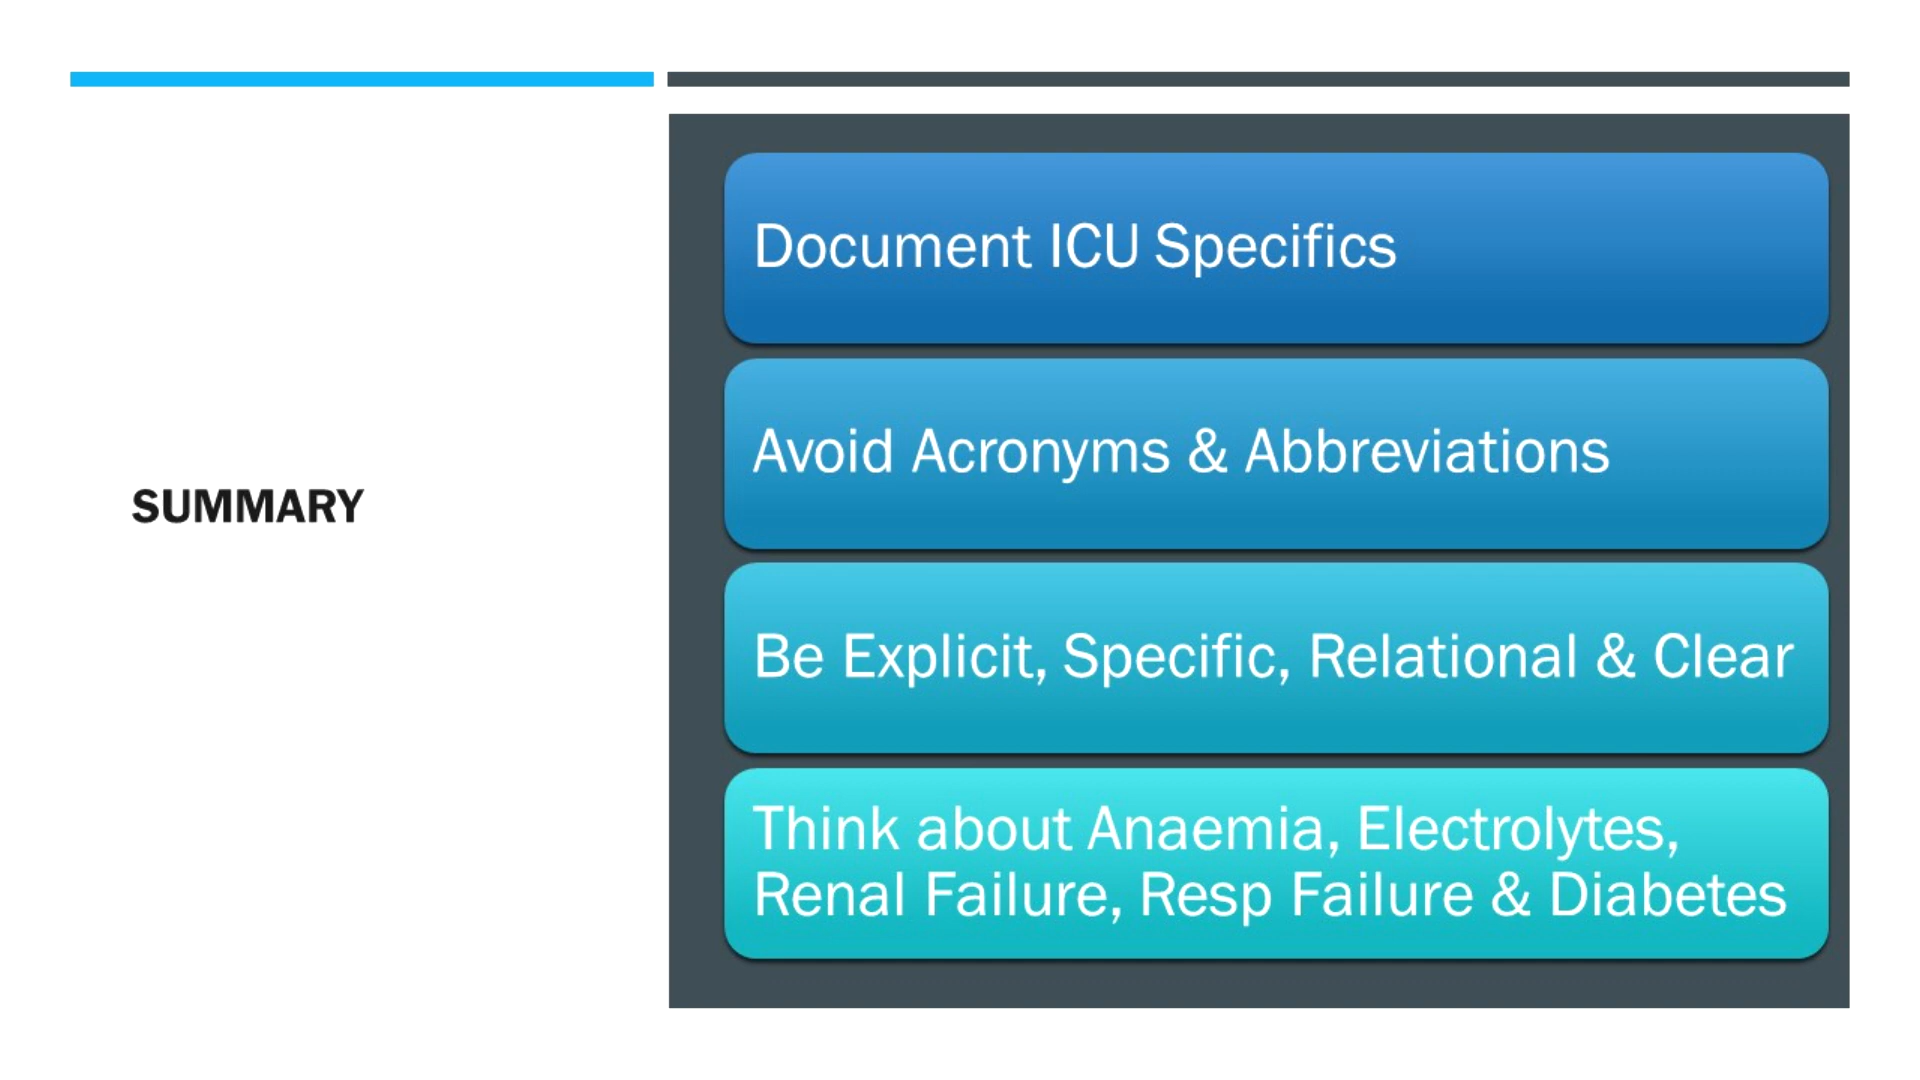 SUMMARY
Document ICU Specifics
Avoid Acronyms & Abbreviations
Be Explicit, Specific, Relational & Clear
Think about Anaemia, Electrolytes,
Renal Failure, Resp Failure & Diabetes